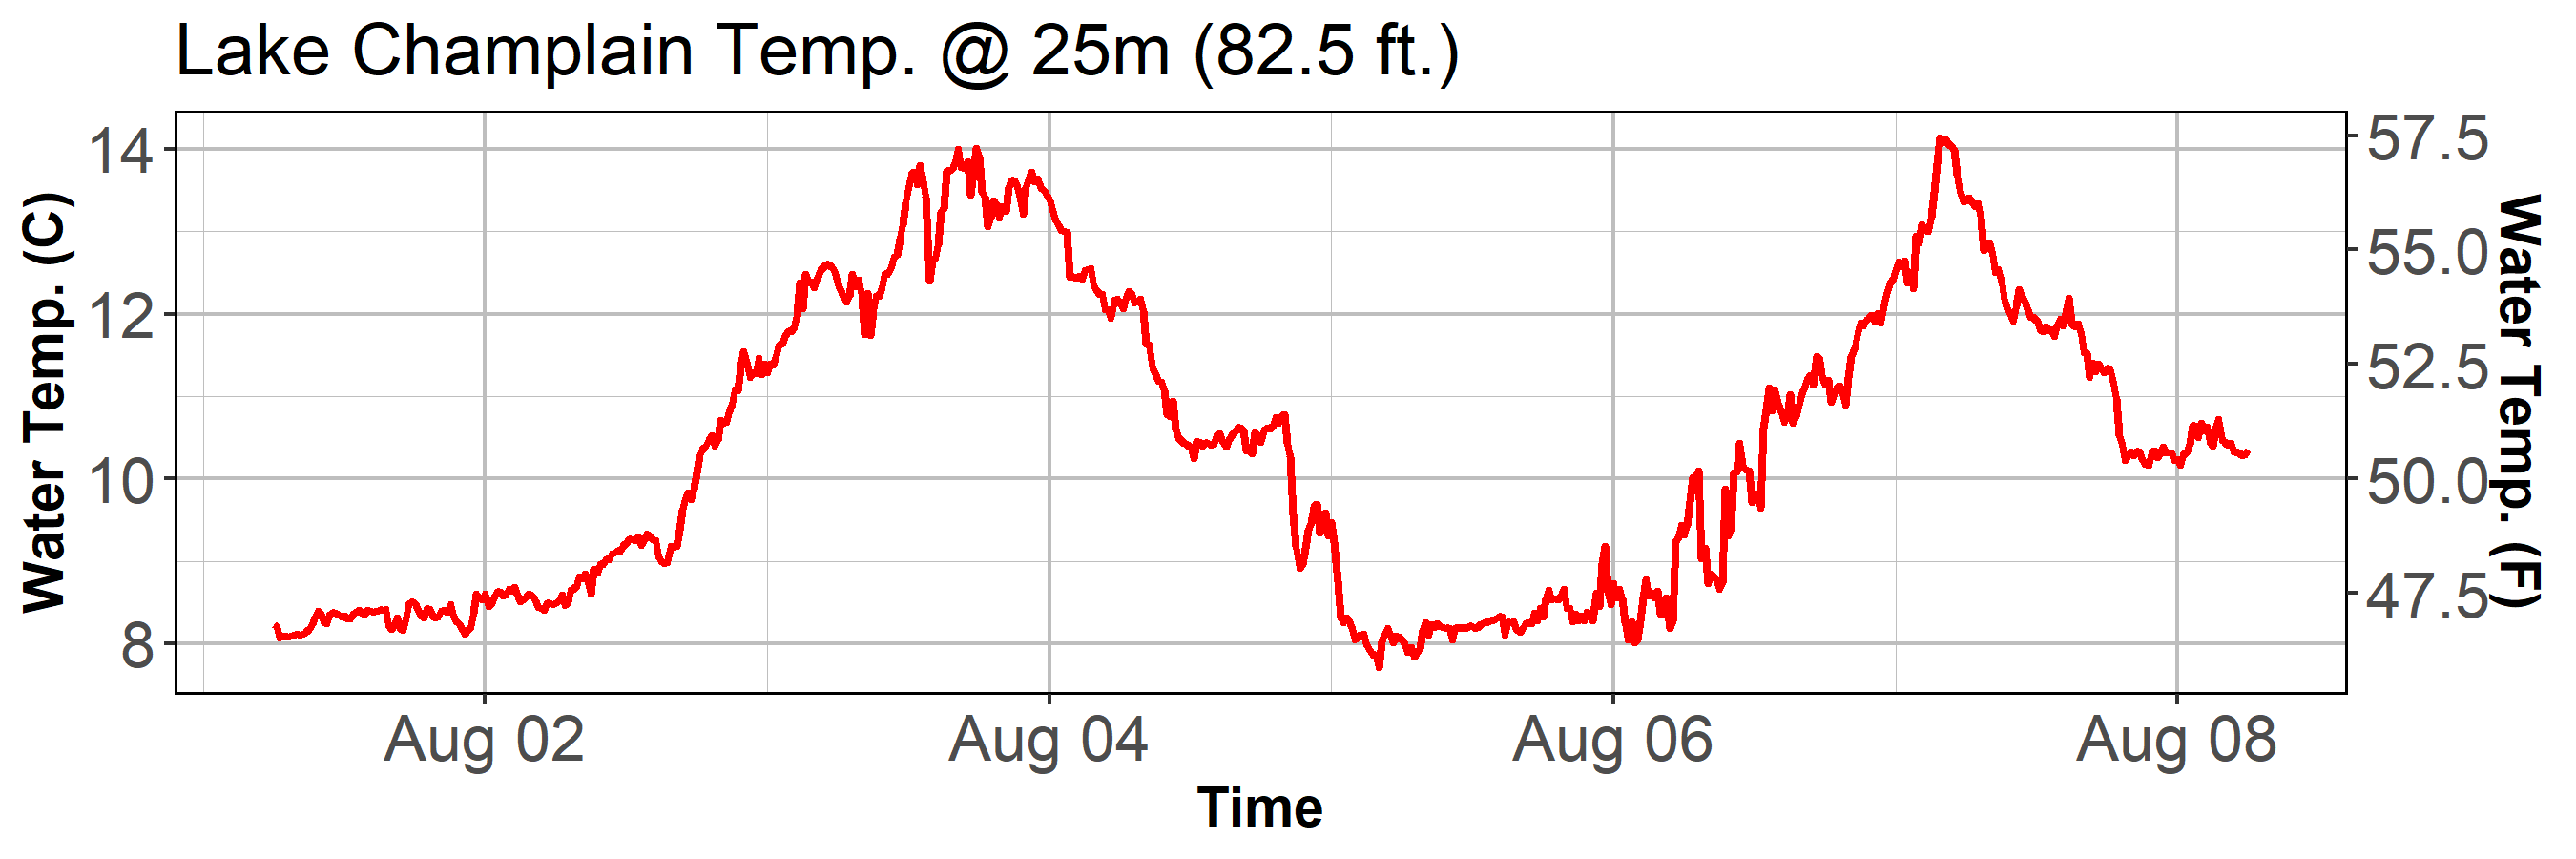 Lake Champlain Temp. @ 25m (82.5 ft.)
Water Temp. (C)
14
12
10
8
57.5
55.0
52.5
50.0
47.5
Water Temp. (F)
Aug 02 Aug 04 Aug 06 Aug 08
Time